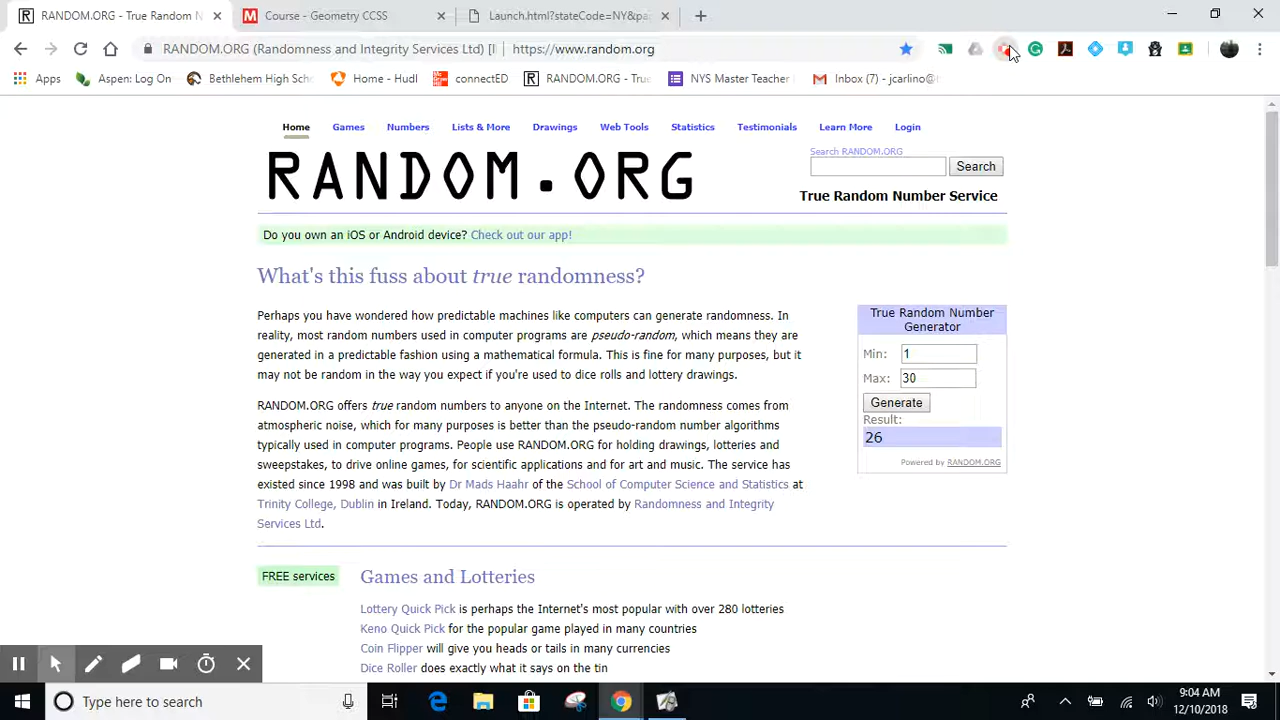 RANDOM.ORG - True Random N
Course - Geometry CCSS
Launch.html?stateCode=NY&pa
RANDOM.ORG (Randomness and Integrity Services Ltd) [I https://www.random.org
Apps Aspen: Log On Bethlehem High Scho Home - Hudl connectED RANDOM.ORG - True NYS Master Teacher Inbox (7) - jcarlino@
Home Games Numbers Lists & More Drawings Web Tools Statistics Testimonials Learn More Login
RANDOM.ORG
Search RANDOM.ORG
Search
True Random Number Service
Do you own an iOS or Android device? Check out our app!
What's this fuss about true randomness?
Perhaps you have wondered how predictable machines like computers can generate randomness. In
reality, most random numbers used in computer programs are pseudo-random, which means they are
generated in a predictable fashion using a mathematical formula. This is fine for many purposes, but it
may not be random in the way you expect if you're used to dice rolls and lottery drawings.
RANDOM.ORG offers true random numbers to anyone on the Internet. The randomness comes from
atmospheric noise, which for many purposes is better than the pseudo-random number algorithms
typically used in computer programs. People use RANDOM.ORG for holding drawings, lotteries and
sweepstakes, to drive online games, for scientific applications and for art and music. The service has
existed since 1998 and was built by Dr Mads Haahr of the School of Computer Science and Statistics at
Trinity College, Dublin in Ireland. Today, RANDOM.ORG is operated by Randomness and Integrity
Services Ltd.
True Random Number
Generator
Min: 1
Max: 30
Generate
Result:
26
Powered by RANDOM.ORG
FREE services
Games and Lotteries
Lottery Quick Pick is perhaps the Internet's most popular with over 280 lotteries
Keno Quick Pick for the popular game played in many countries
Coin Flipper will give you heads or tails in many currencies
Dice Roller does exactly what it says on the tin
Type here to search
9:04 AM
12/10/2018